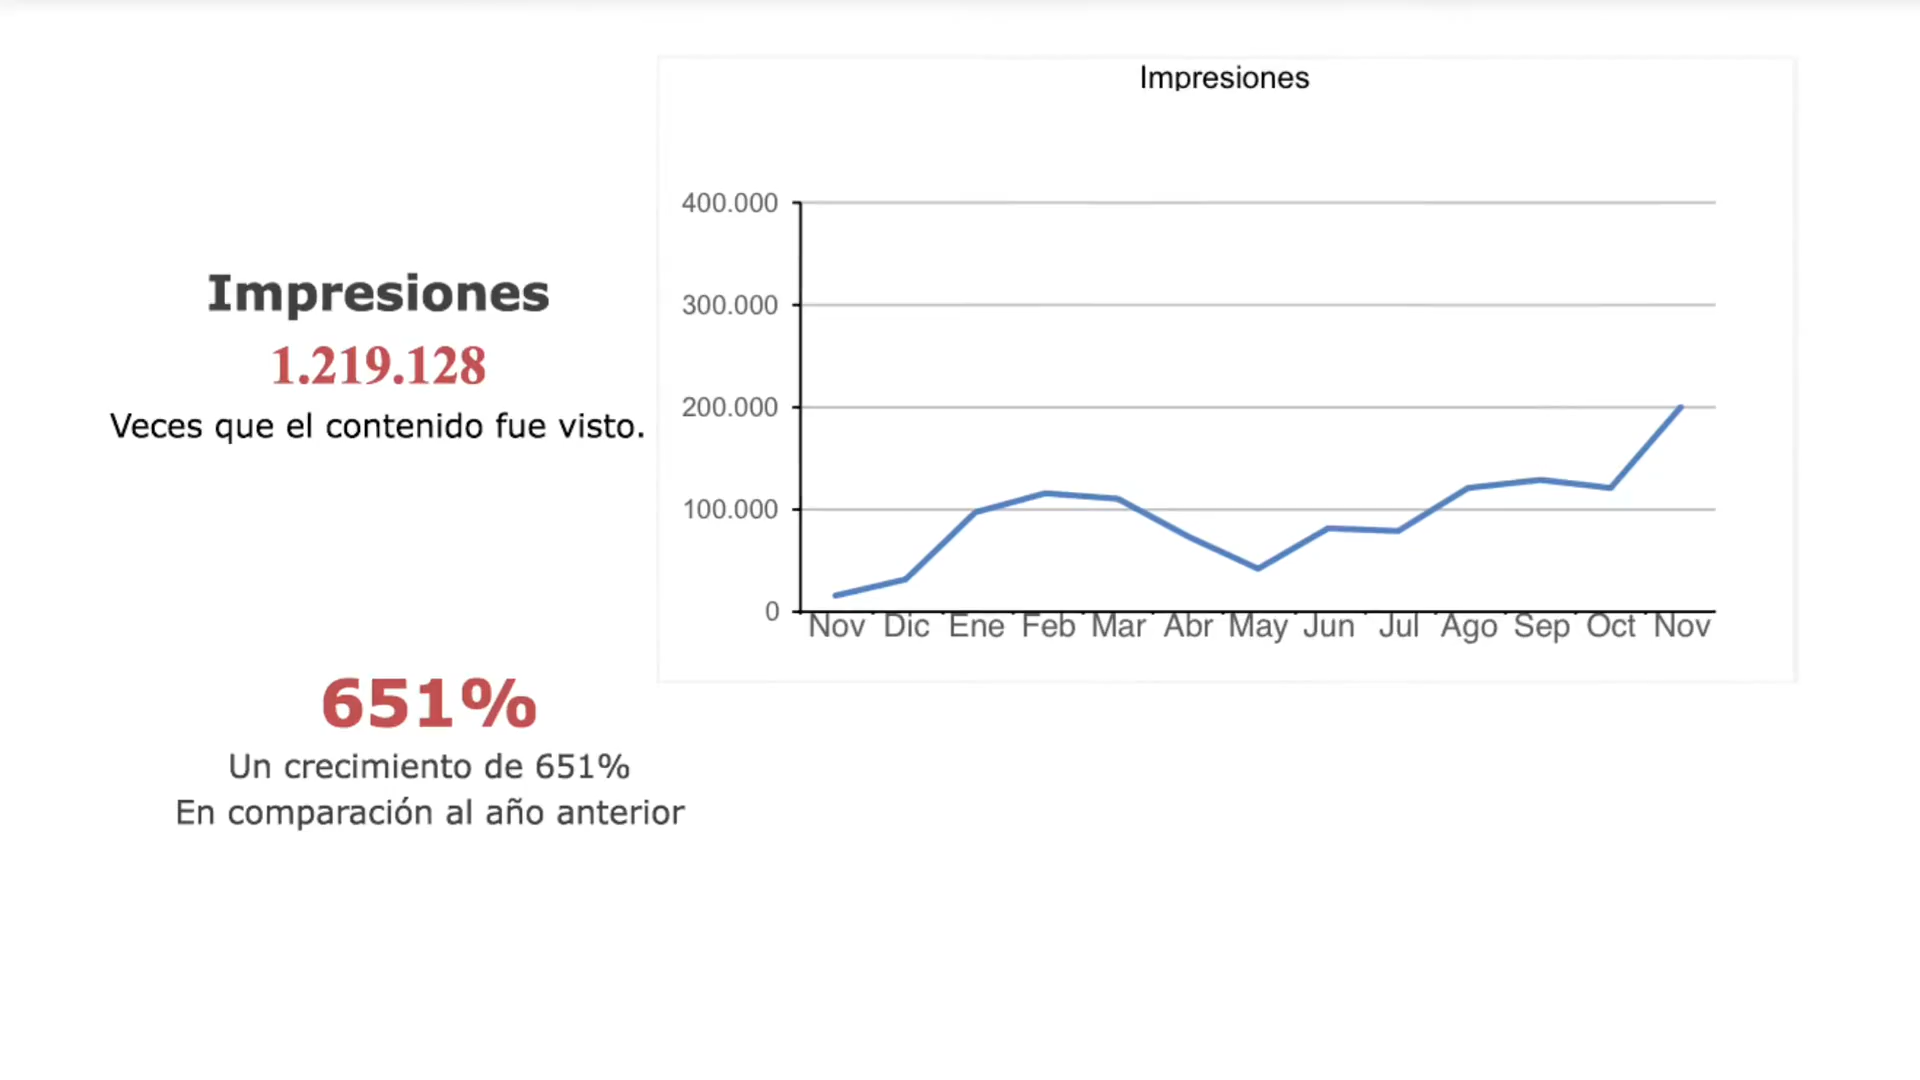 Impresiones
1.219.128
Veces que el contenido fue visto.
651%
Un crecimiento de 651%
En comparación al año anterior
Impresiones
400.000
300.000
200.000
100.000
0
Nov Dic Ene Feb Mar Abr May Jun Jul Ago Sep Oct Nov